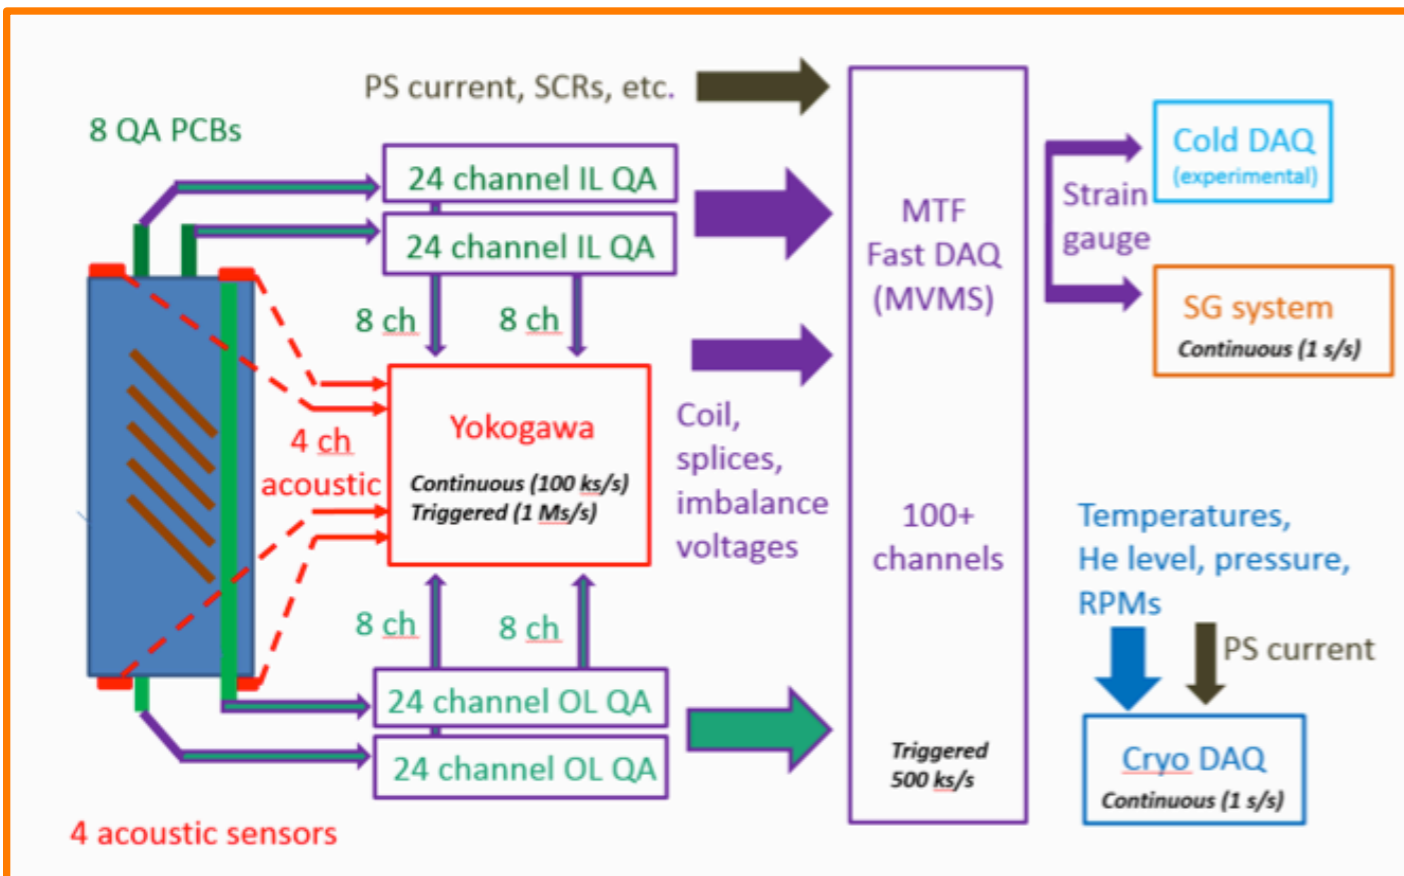 PS current, SCRs, etc.
8 QA PCBs
24 channel IL QA
24 channel IL QA
8 ch
8 ch
4 ch
acoustic
Yokogawa
Continuous (100 ks/s)
Triggered (1 Ms/s)
8 ch
8 ch
24 channel OL QA
24 channel OL QA
4 acoustic sensors
Coil,
splices,
imbalance
voltages
MTF
Fast DAQ
(MVMS)
100+
channels
Triggered
500 ks/s
Strain
gauge
Cold DAQ
(experimental)
SG system
Continuous (1 s/s)
Temperatures,
He level, pressure,
RPMs
PS current
Cryo DAQ
Continuous (1 s/s)